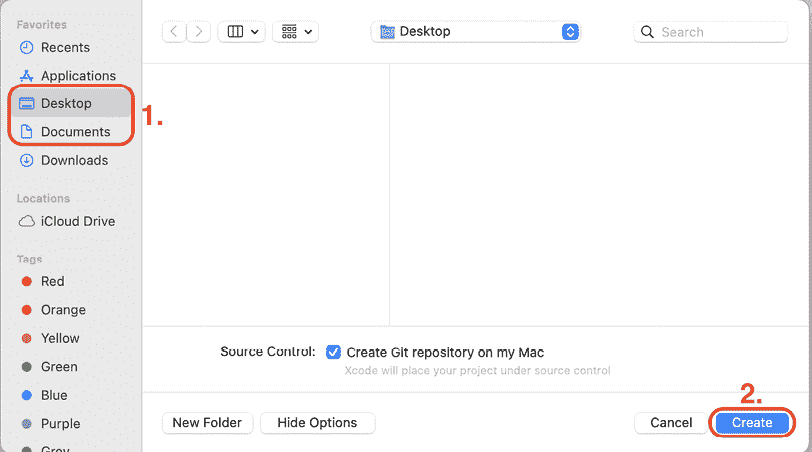 Favorites
Recents
Applications
Desktop
Documents
Downloads
Locations
iCloud Drive
Tags
Red
Orange
Yellow
Green
Blue
Purple
Grey
1.
Desktop
Search
Source Control: Create Git repository on my Mac
Xcode will place your project under source control
2.
New Folder Hide Options Cancel Create